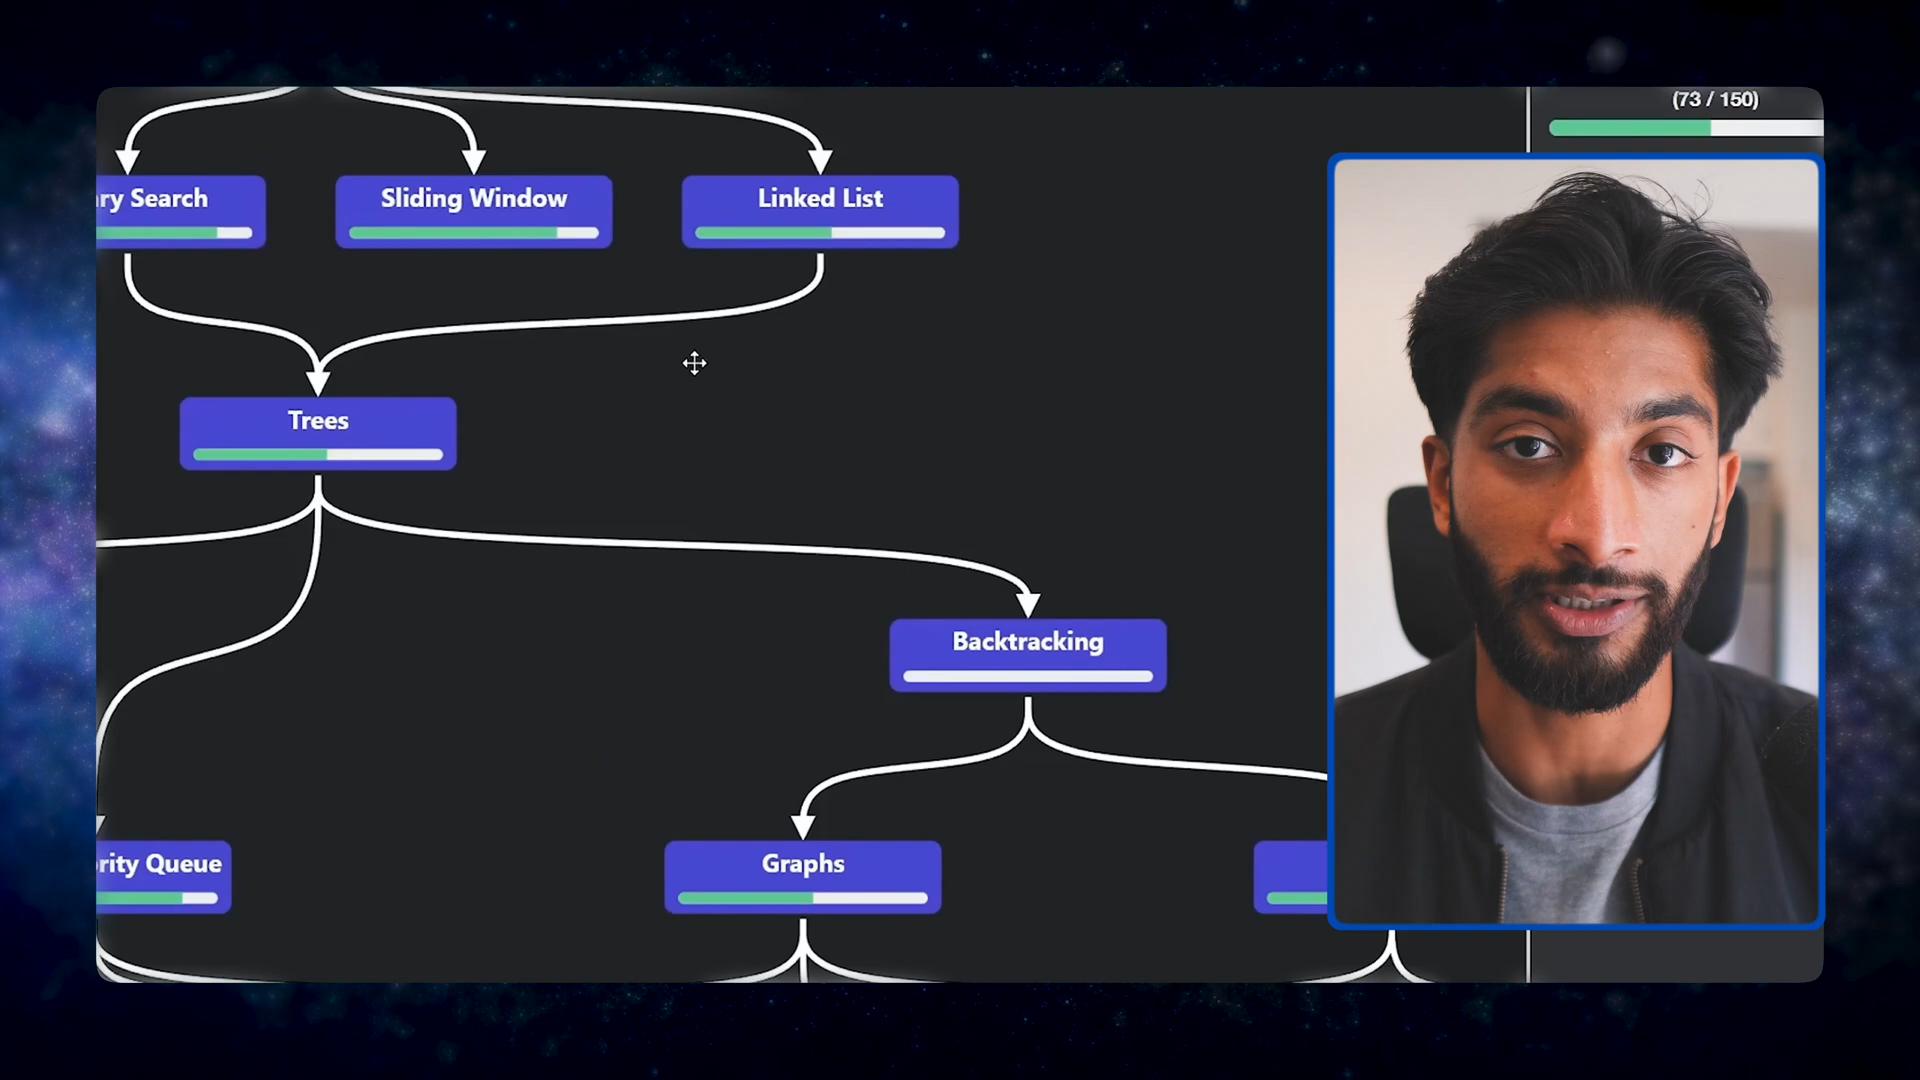 (73 / 150)
ry Search
Sliding Window
Linked List
Trees
Backtracking
rity Queue
Graphs